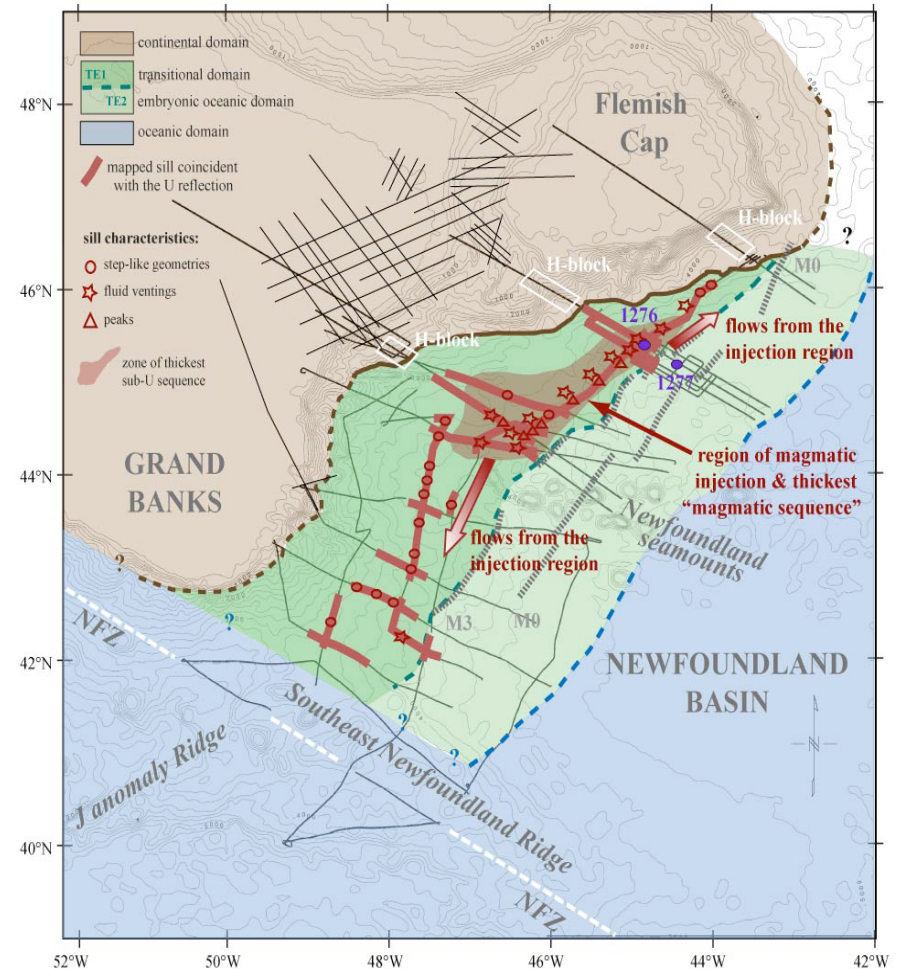 continental domain
TE1 transitional domain
TE2 embryonic oceanic domain
oceanic domain
mapped sill coincident
with the U reflection
sill characteristics:
step-like geometries
fluid ventings
peaks
zone of thickest
sub-U sequence
Flemish
Cap
H-block
H-block
H-block
?
M0
1276
1277
flows from the
injection region
region of magmatic
injection & thickest
“magmatic sequence”
GRAND
BANKS
Newfoundland
seamounts
flows from the
injection region
M3
M0
?
?
?
?
NFZ
NEWFOUNDLAND
BASIN
Southeast Newfoundland Ridge
J anomaly Ridge
NFZ
N
48°N
46°N
44°N
42°N
40°N
52°W
50°W
48°W
46°W
44°W
42°W